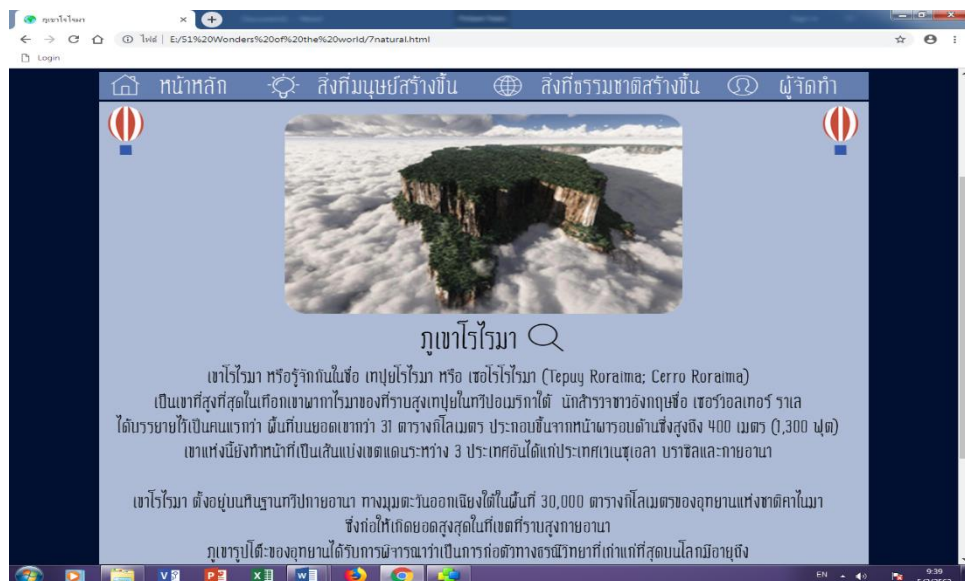 ภูเขาโรไรมา
ไฟล์ | E:/51%20Wonders%20of%20the%20world/7natural.html
Login
หน้าหลัก สิ่งที่มนุษย์สร้างขึ้น สิ่งที่ธรรมชาติสร้างขึ้น ผู้จัดทำ
ภูเขาโรไรมา
เขาโรไรมา หรือรู้จักกันในชื่อ เทปุยโรไรมา หรือ เซอโรโรไรมา (Tepuy Roraima; Cerro Roraima)
เป็นเขาที่สูงที่สุดในเทือกเขาพาการไรมาของที่ราบสูงเทปุยในทวีปอเมริกาใต้ นักสำรวจชาวอังกฤษชื่อ เซอร์วอลเทอร์ ราเล
ได้บรรยายไว้เป็นคนแรกว่า พื้นที่บนยอดเขากว่า 31 ตารางกิโลเมตร ประกอบขึ้นจากหน้าผารอบด้านซึ่งสูงถึง 400 เมตร (1,300 ฟุต)
เขาแห่งนี้ยังทำหน้าที่เป็นเส้นแบ่งเขตแดนระหว่าง 3 ประเทศอันได้แก่ประเทศเวเนซุเอลา บราซิลและกายอานา
เขาโรไรมา ตั้งอยู่บนหินฐานทวีปกายอานา ทางมุมตะวันออกเฉียงใต้ในพื้นที่ 30,000 ตารางกิโลเมตรของอุทยานแห่งชาติคาไนมา
ซึ่งก่อให้เกิดยอดสูงสุดในที่เขตที่ราบสูงกายอานา
ภูเขารูปโต๊ะของอุทยานได้รับการพิจารณาว่าเป็นการก่อตัวทางธรณีวิทยาที่เก่าแก่ที่สุดบนโลกมีอายุถึง
EN 9:39